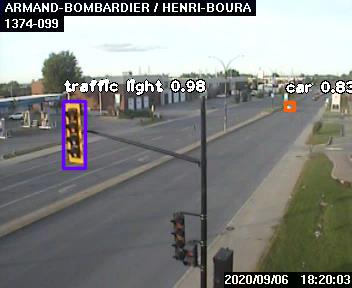 ARMAND-BOMBARDIER / HENRI-BOURA
1374-099
traffic light 0.98
car 0.83
2020/09/06 18:20:03